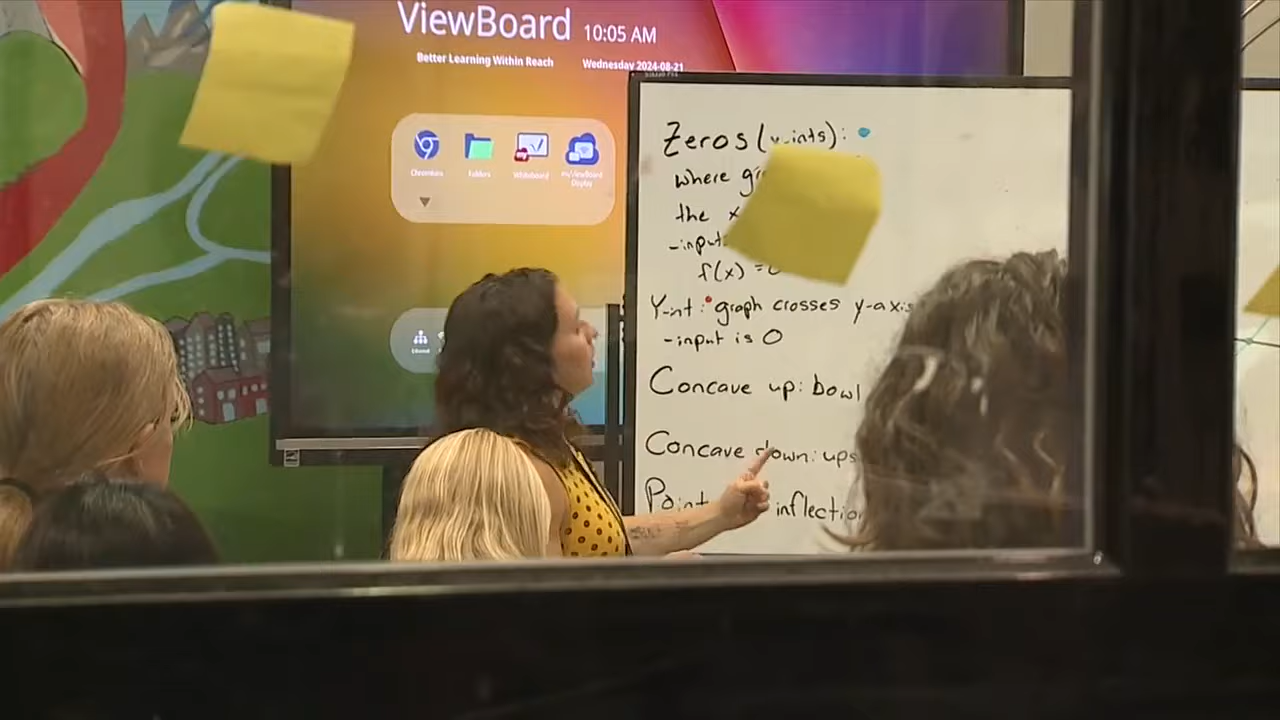 ViewBoard 10:05 AM
Better Learning Within Reach Wednesday 2024-08-21
Chromium Folders Whiteboard myViewBoard Display
Zeros (x-ints):
where
the x
-input
f(x) =
Y-int: graph crosses y-axis
-input is 0
Concave up: bowl
Concave down: ups
Point inflection